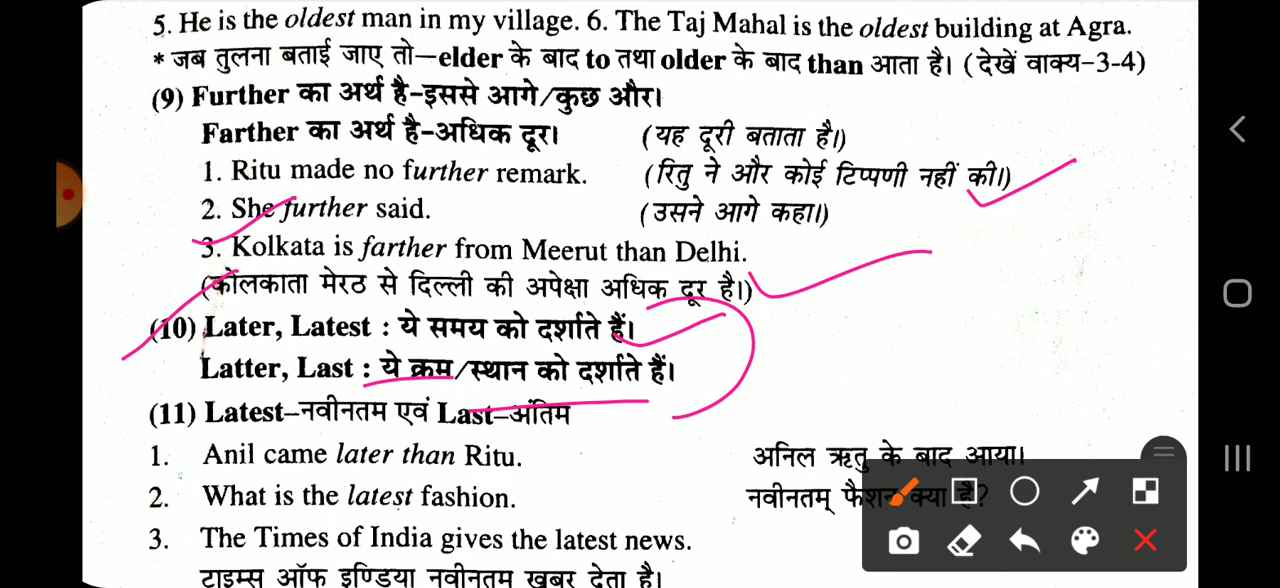 5. He is the oldest man in my village. 6. The Taj Mahal is the oldest building at Agra.
* जब तुलना बताई जाए तो—elder के बाद to तथा older के बाद than आता है। (देखें वाक्य–3-4)
(9) Further का अर्थ है–इससे आगे/कुछ और।
Farther का अर्थ है–अधिक दूर। (यह दूरी बताता है।)
1. Ritu made no further remark. (रितु ने और कोई टिप्पणी नहीं की।)
2. She further said. (उसने आगे कहा।)
3. Kolkata is farther from Meerut than Delhi.
(कोलकाता मेरठ से दिल्ली की अपेक्षा अधिक दूर है।)
(10) Later, Latest : ये समय को दर्शाते हैं।
Latter, Last : ये क्रम/स्थान को दर्शाते हैं।
(11) Latest–नवीनतम एवं Last–अंतिम
1. Anil came later than Ritu. अनिल ऋतु के बाद आया।
2. What is the latest fashion. नवीनतम् फैशन क्या है?
3. The Times of India gives the latest news.
टाइम्स ऑफ इण्डिया नवीनतम खबर देता है।